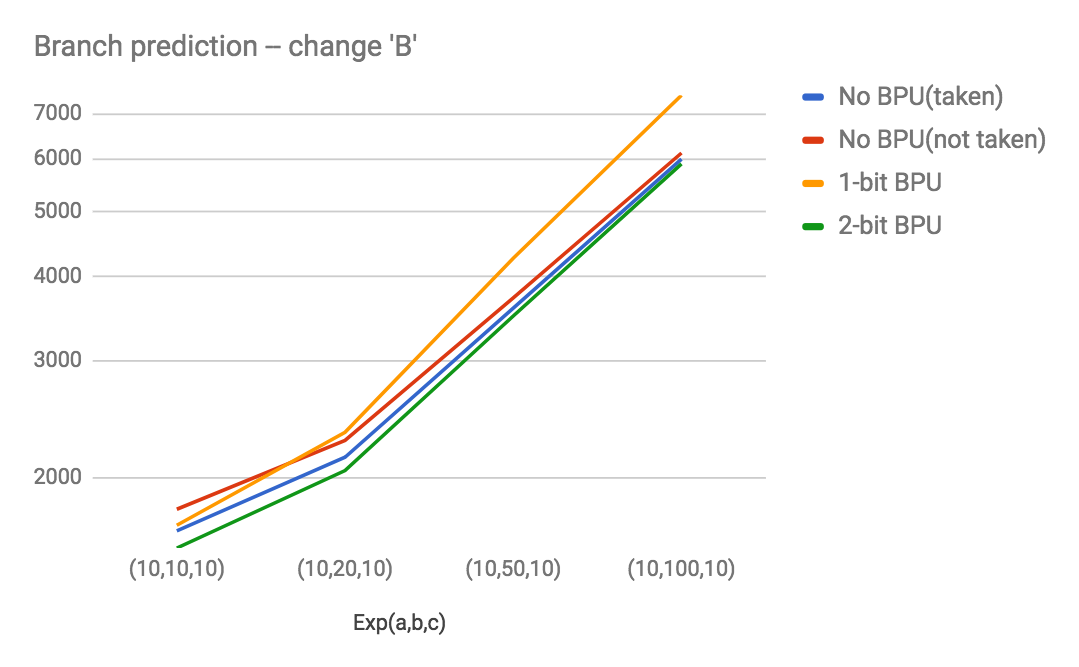 Branch prediction – change 'B'
No BPU(taken)
No BPU(not taken)
1-bit BPU
2-bit BPU
7000
6000
5000
4000
3000
2000
(10,10,10) (10,20,10) (10,50,10) (10,100,10)
Exp(a,b,c)